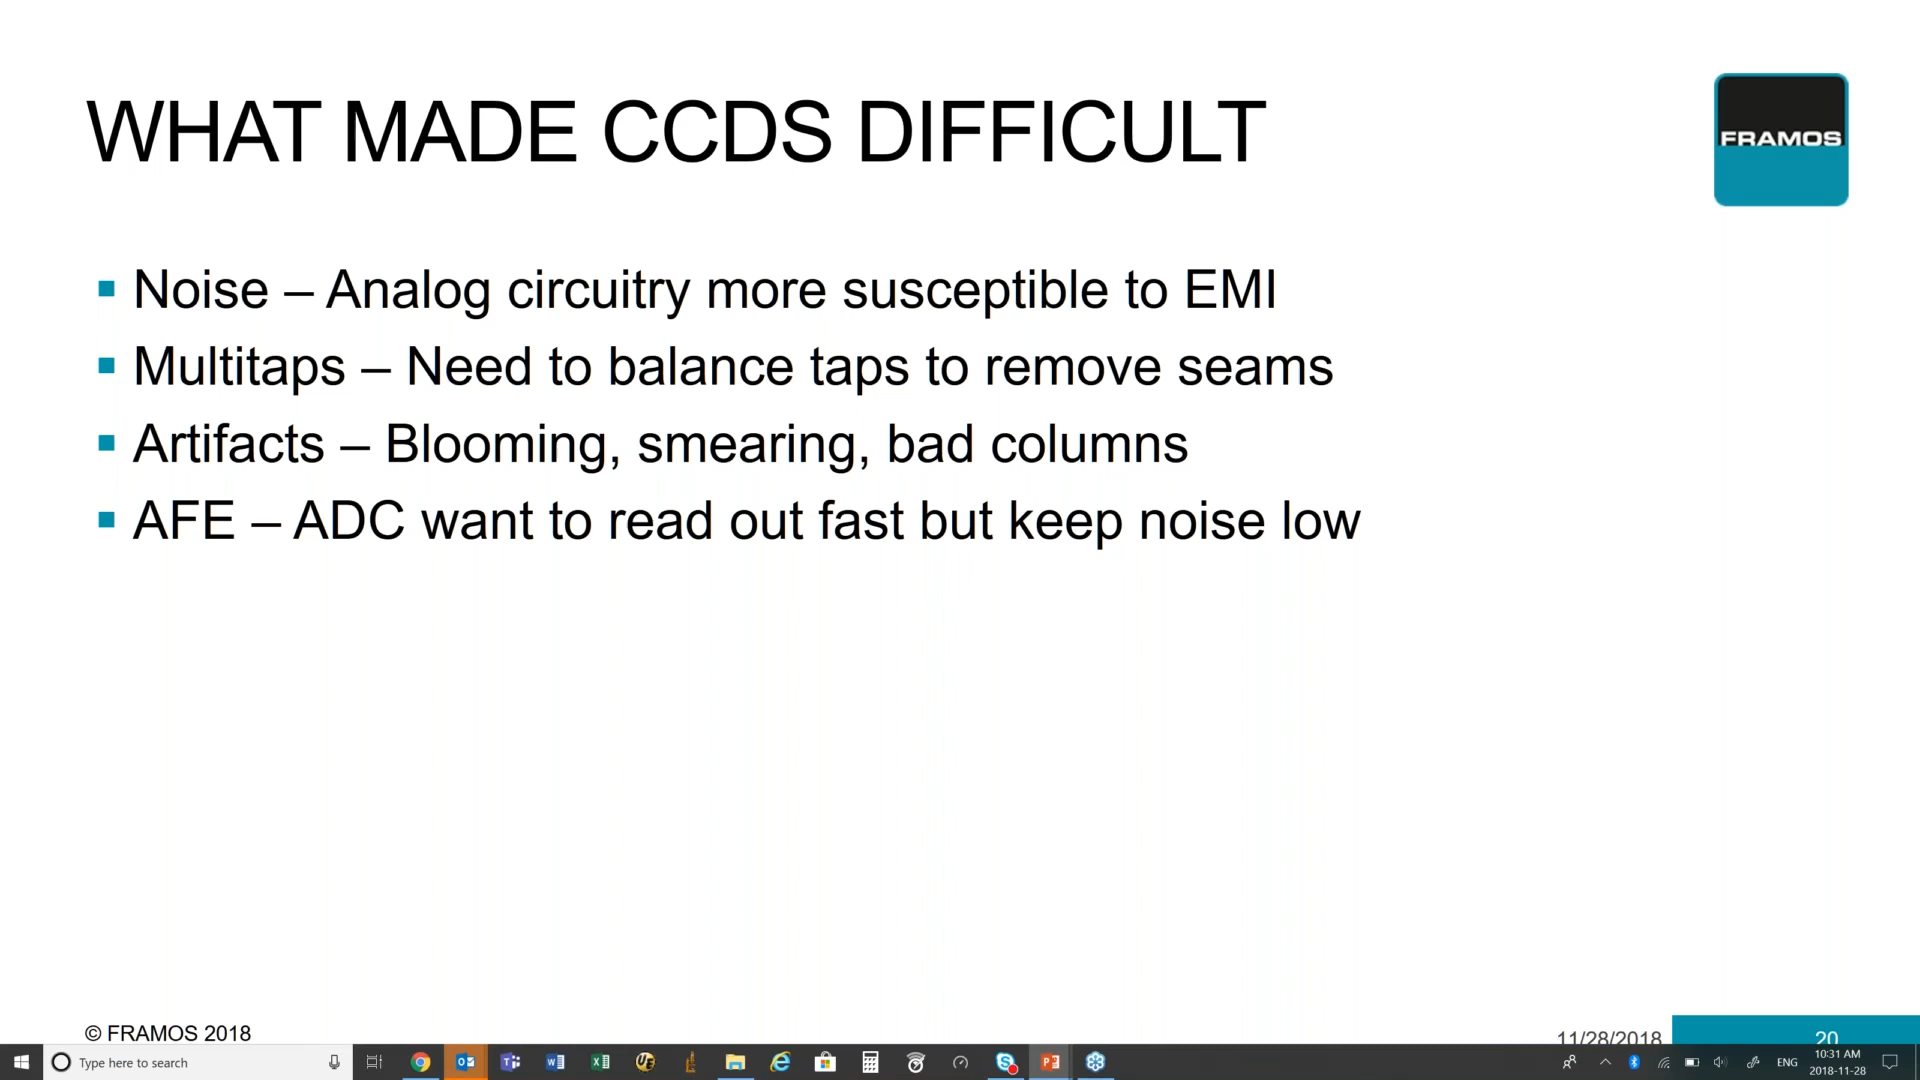 WHAT MADE CCDS DIFFICULT
FRAMOS
Noise – Analog circuitry more susceptible to EMI
Multitaps – Need to balance taps to remove seams
Artifacts – Blooming, smearing, bad columns
AFE – ADC want to read out fast but keep noise low
© FRAMOS 2018
11/28/2018
20
Type here to search
ENG
10:31 AM
2018-11-28